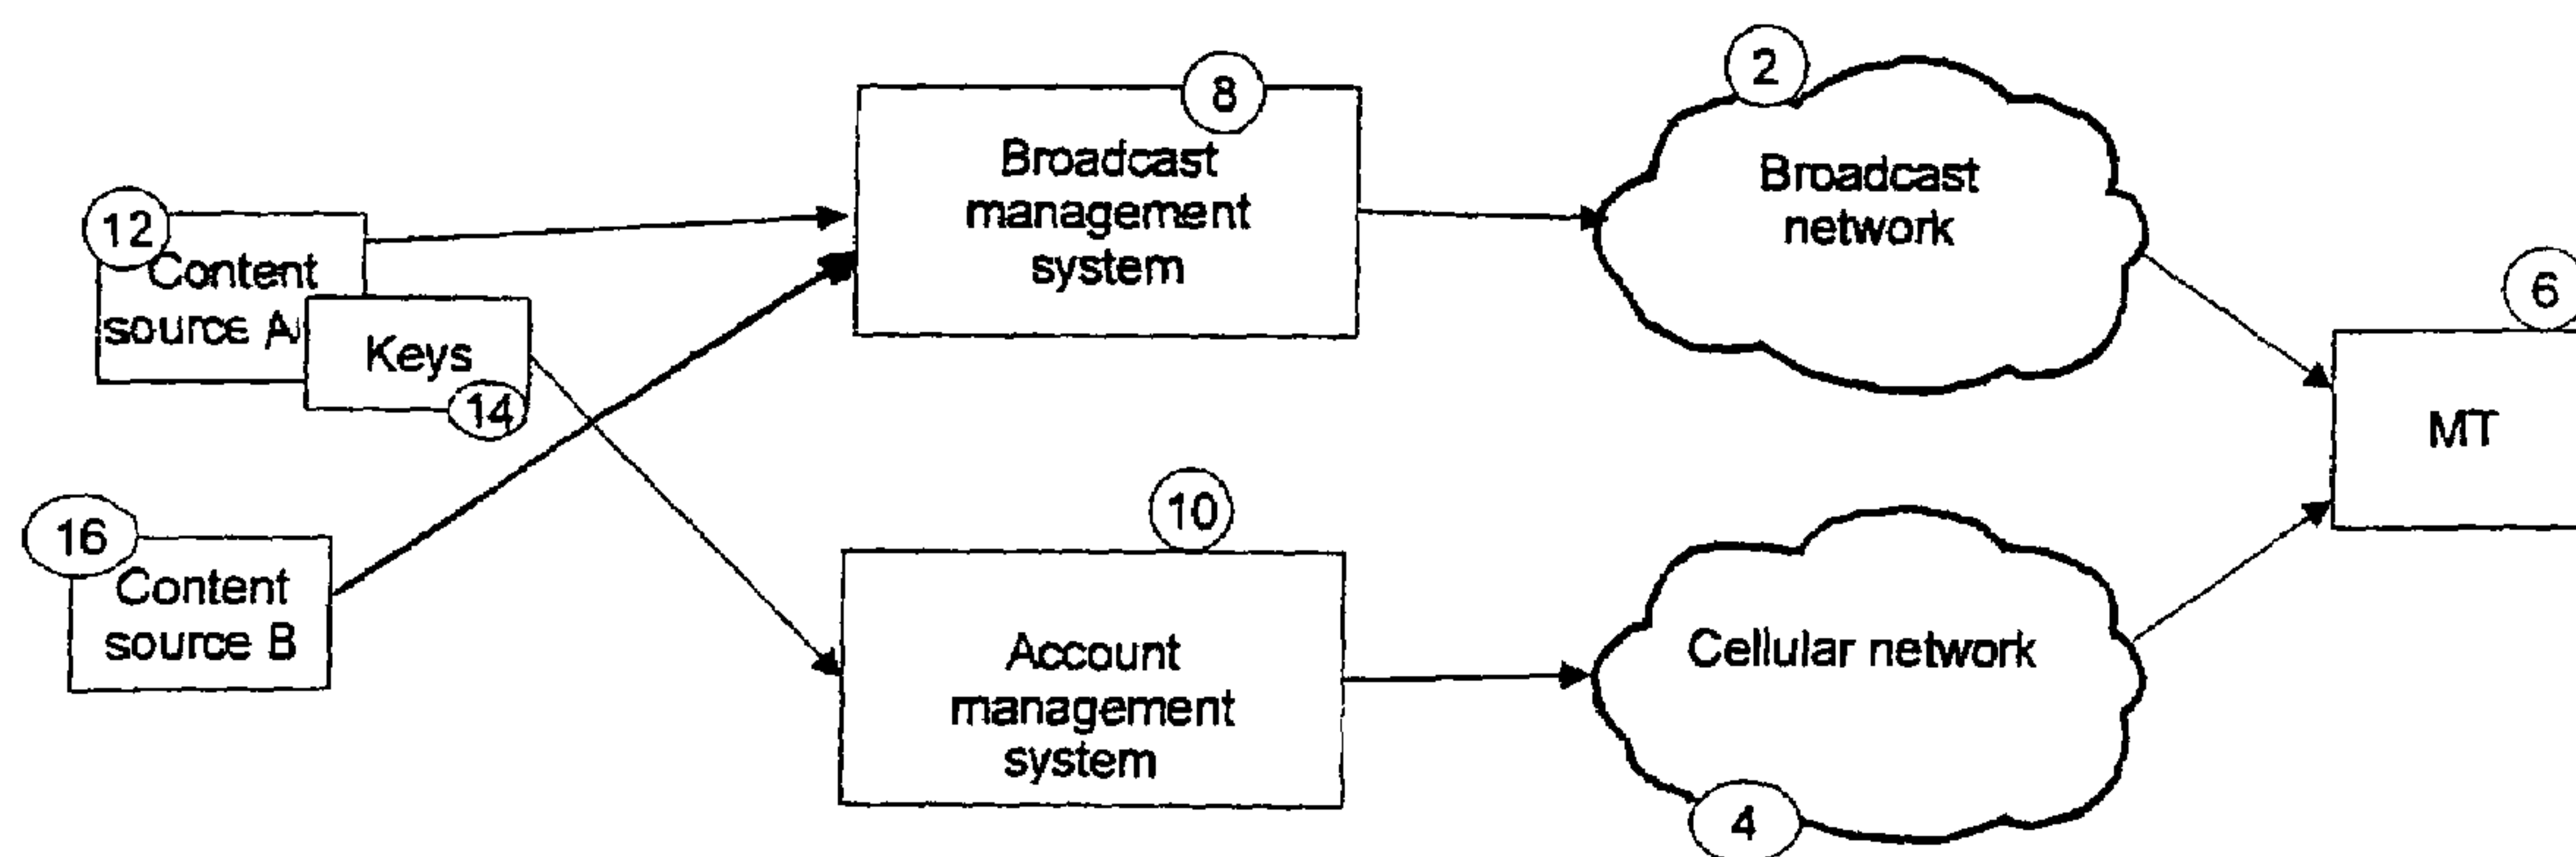 12
Content
source A
Keys
14
16
Content
source B
8
Broadcast
management
system
10
Account
management
system
2
Broadcast
network
Cellular network
4
6
MT